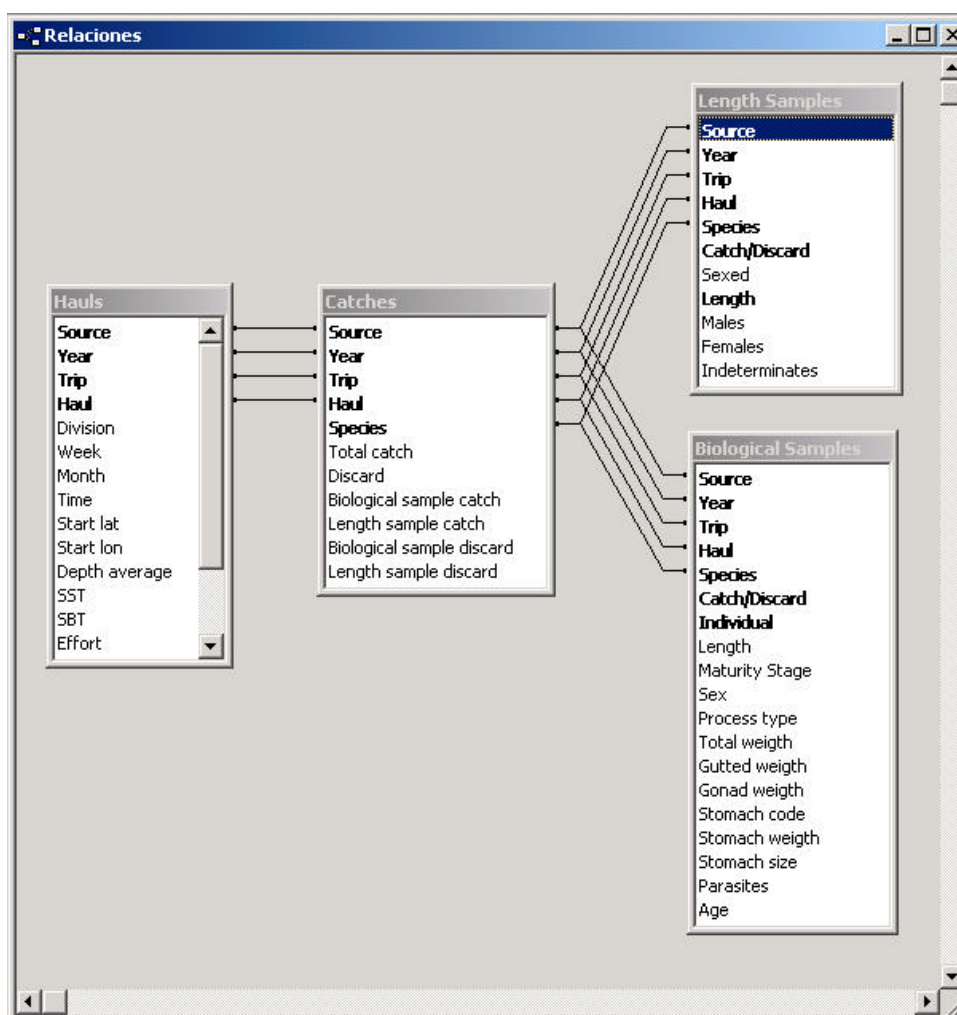 Relaciones
Hauls
Source
Year
Trip
Haul
Division
Week
Month
Time
Start lat
Start lon
Depth average
SST
SBT
Effort
Catches
Source
Year
Trip
Haul
Species
Total catch
Discard
Biological sample catch
Length sample catch
Biological sample discard
Length sample discard
Length Samples
Source
Year
Trip
Haul
Species
Catch/Discard
Sexed
Length
Males
Females
Indeterminates
Biological Samples
Source
Year
Trip
Haul
Species
Catch/Discard
Individual
Length
Maturity Stage
Sex
Process type
Total weigth
Gutted weigth
Gonad weigth
Stomach code
Stomach weigth
Stomach size
Parasites
Age